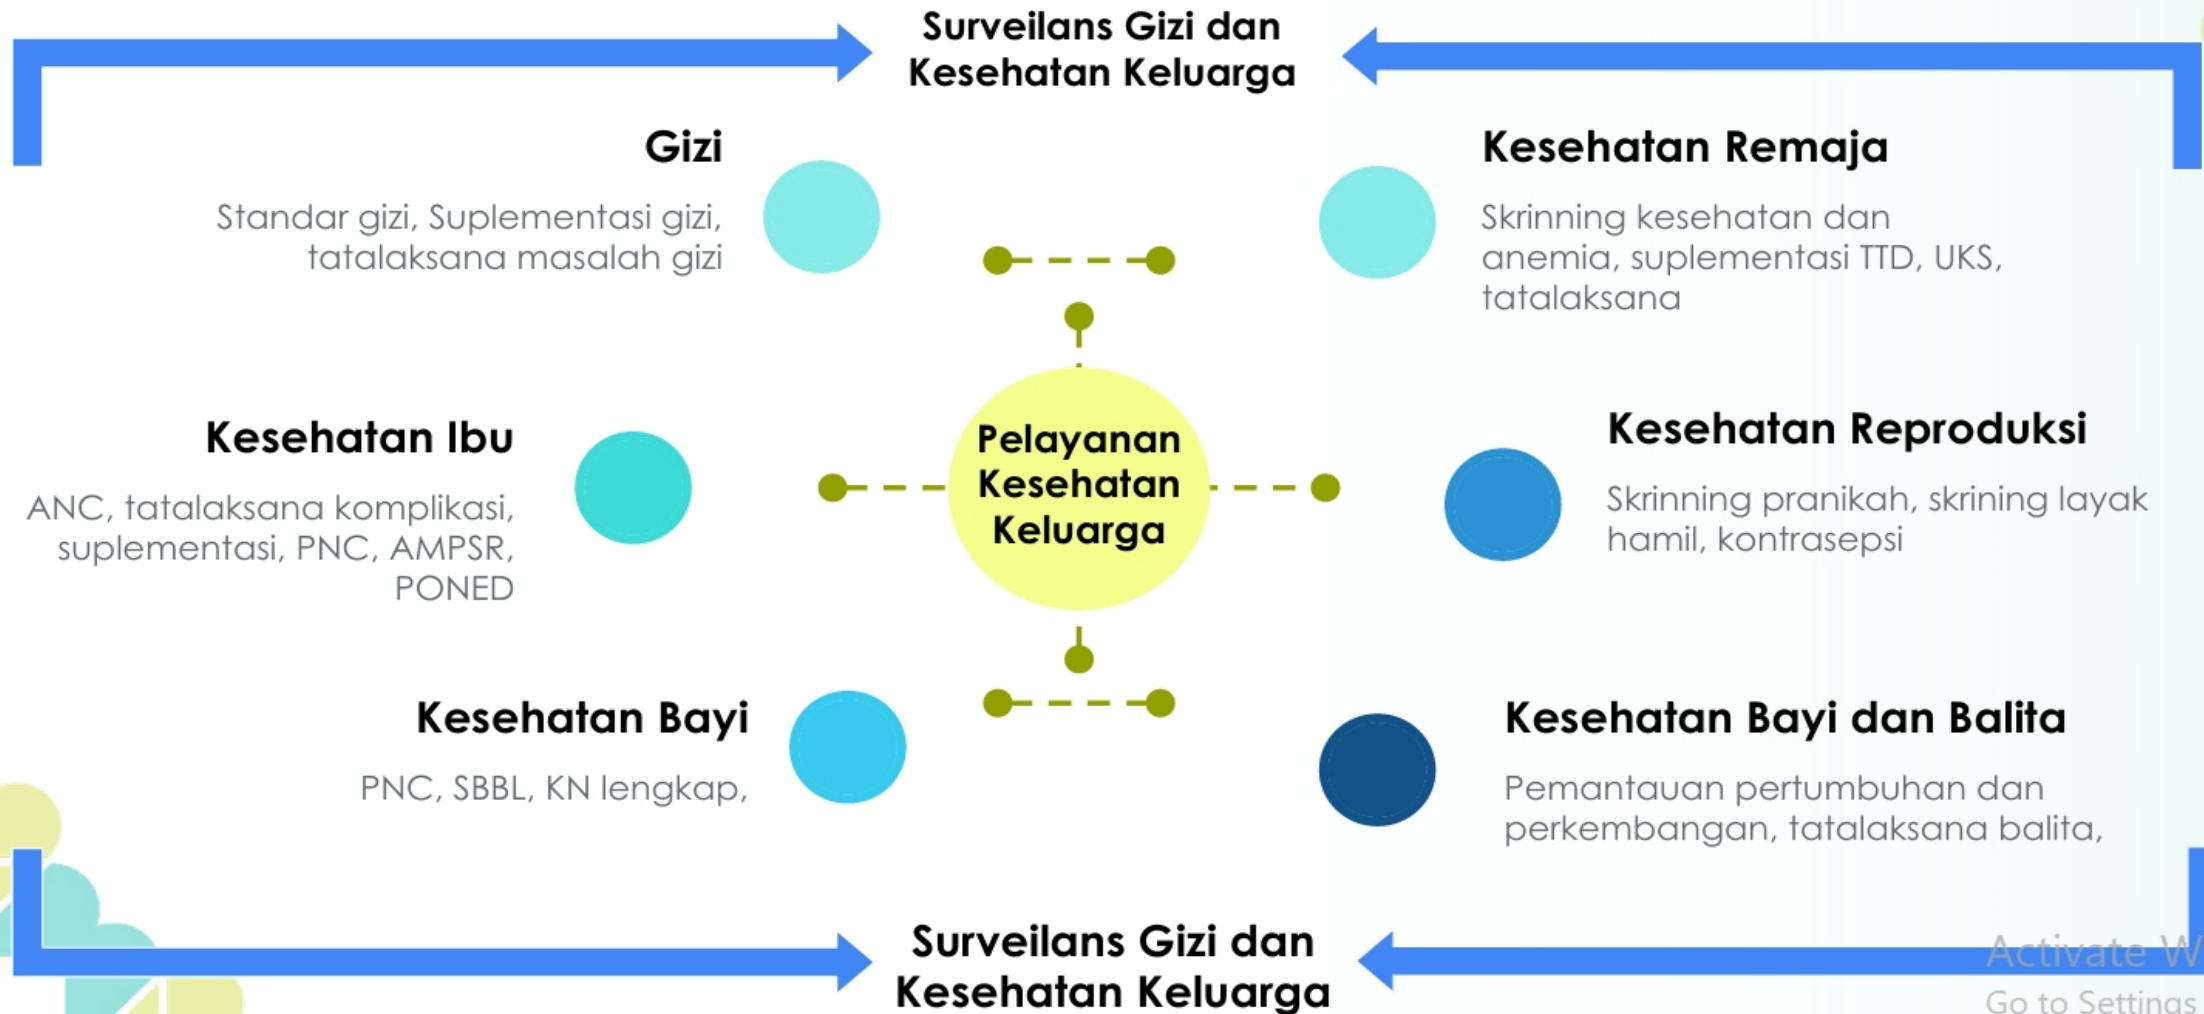 Surveilans Gizi dan
Kesehatan Keluarga
Gizi
Standar gizi, Suplementasi gizi,
tatalaksana masalah gizi
Kesehatan Remaja
Skrinning kesehatan dan
anemia, suplementasi TTD, UKS,
tatalaksana
Kesehatan Ibu
ANC, tatalaksana komplikasi,
suplementasi, PNC, AMPSR,
PONED
Pelayanan
Kesehatan
Keluarga
Kesehatan Reproduksi
Skrinning pranikah, skrining layak
hamil, kontrasepsi
Kesehatan Bayi
PNC, SBBL, KN lengkap,
Kesehatan Bayi dan Balita
Pemantauan pertumbuhan dan
perkembangan, tatalaksana balita,
Surveilans Gizi dan
Kesehatan Keluarga
Activate W
Go to Settings